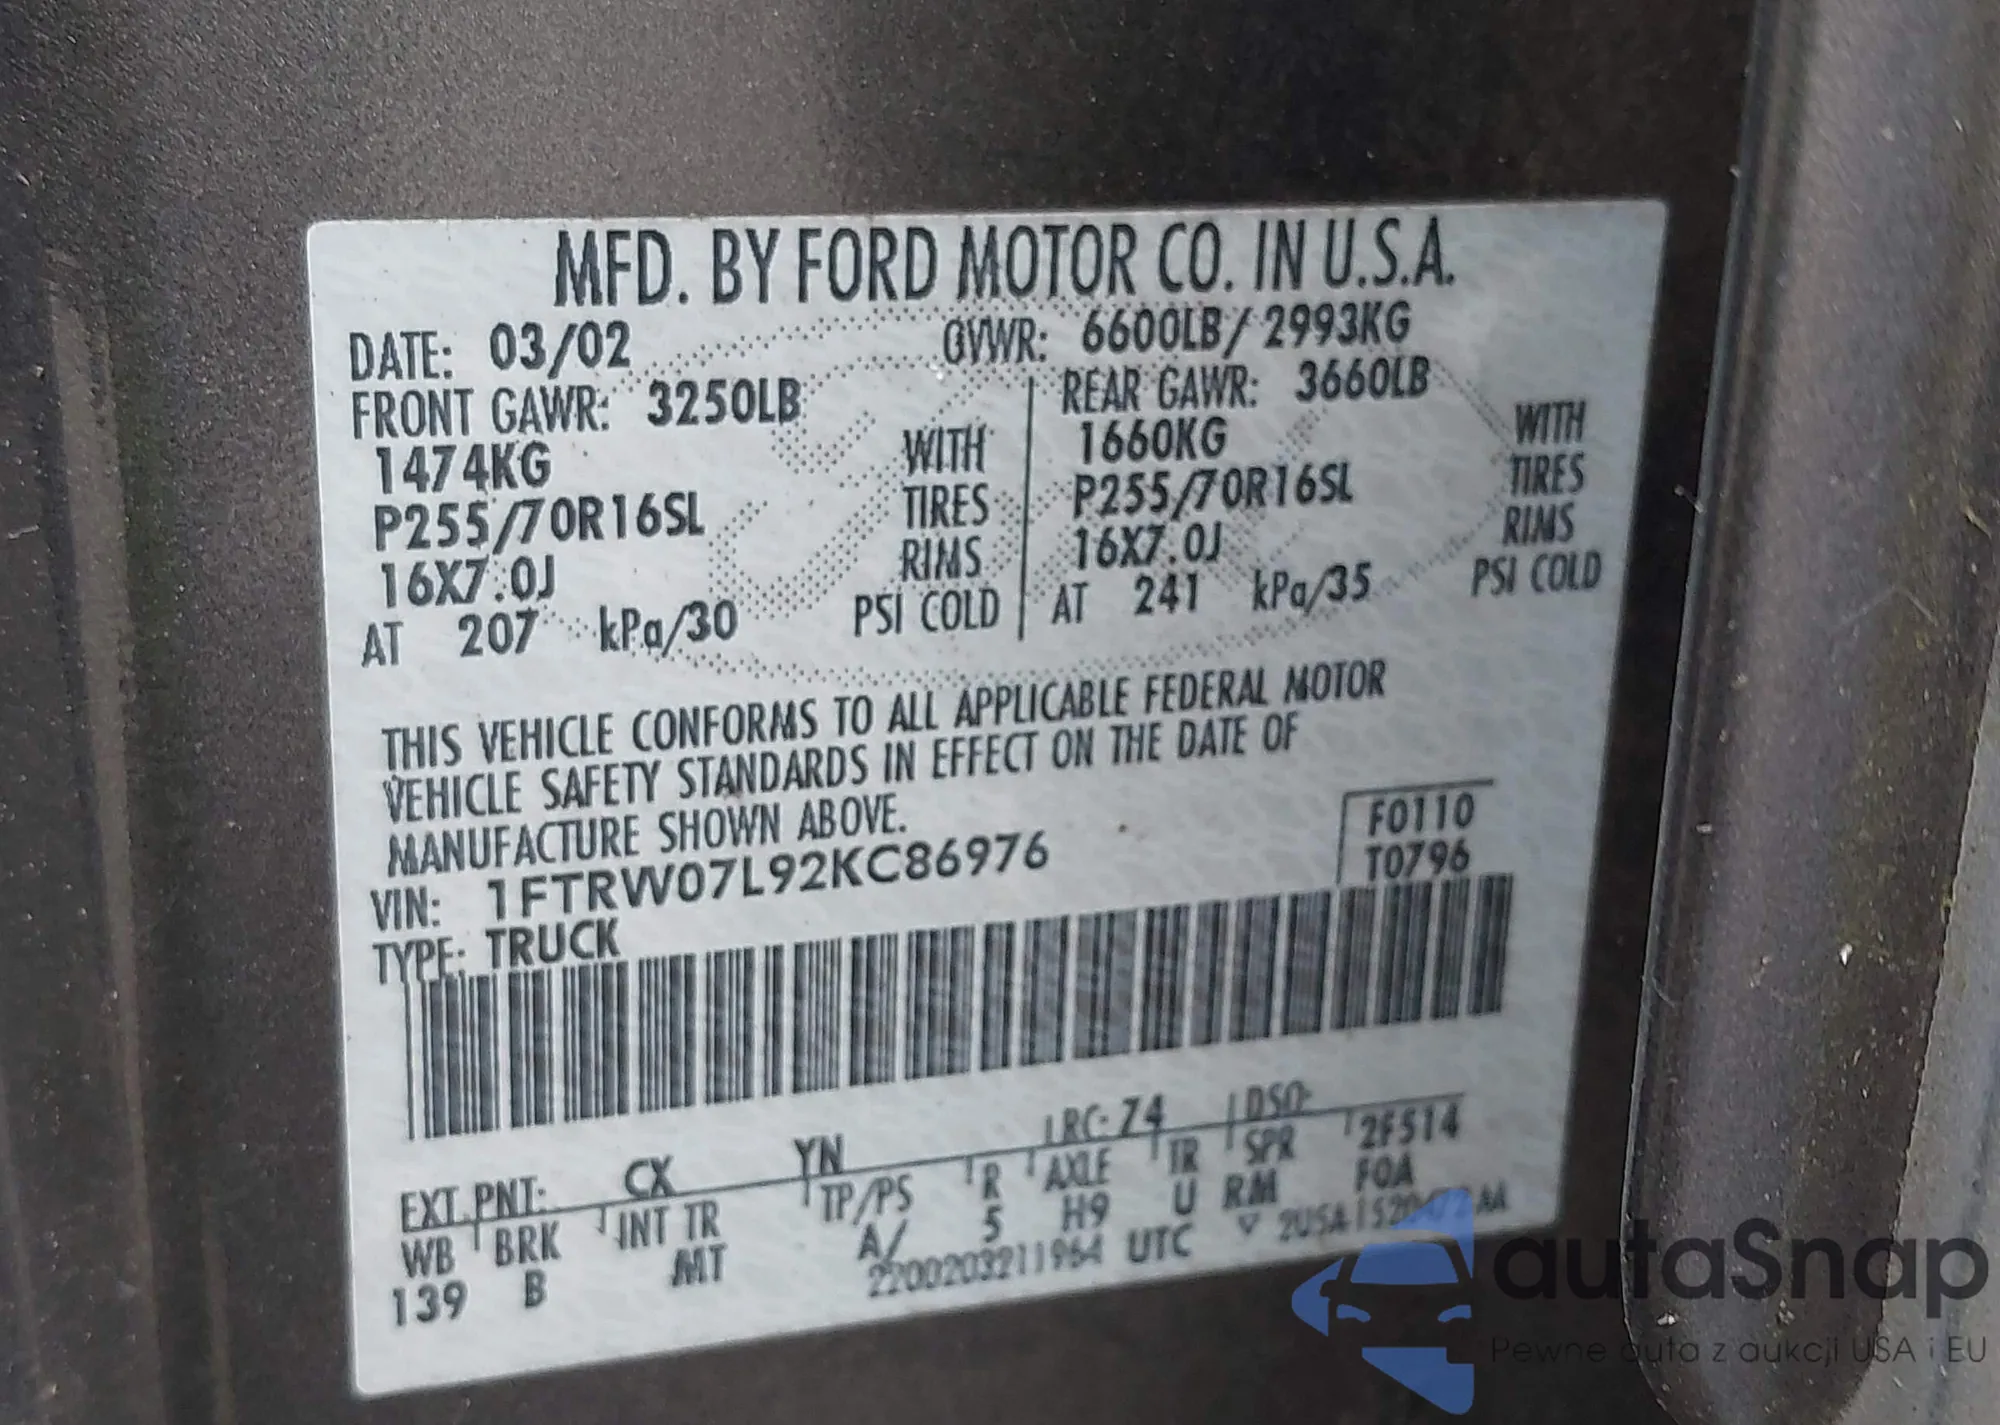 MFD. BY FORD MOTOR CO. IN U.S.A.
DATE: 03/02 GVWR: 6600LB/2993KG
FRONT GAWR: 3250LB REAR GAWR: 3660LB
1474KG WITH 1660KG WITH
P255/70R16SL TIRES P255/70R16SL TIRES
16X7.0J RIMS 16X7.0J RIMS
AT 207 kPa/30 PSI COLD AT 241 kPa/35 PSI COLD
THIS VEHICLE CONFORMS TO ALL APPLICABLE FEDERAL MOTOR
VEHICLE SAFETY STANDARDS IN EFFECT ON THE DATE OF
MANUFACTURE SHOWN ABOVE.
VIN: 1FTRW07L92KC86976 F0110
TYPE: TRUCK T0796
EXT PNT: CX YN RC: 74 DSO:
WB BRK INT TR TP/PS R AXLE TR SPR 2F514
139 B MT A/ 5 H9 U RM FOA
2200203211964 UTC
autoSnap
Pewne auta z aukcji USA i EU